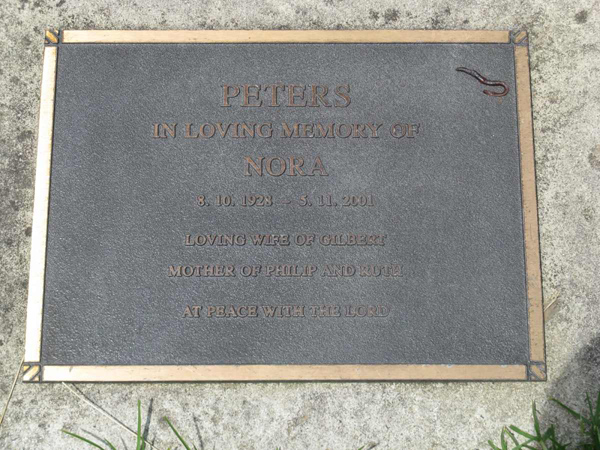 PETERS
IN LOVING MEMORY OF
NORA
8. 10. 1928 - 5. 11. 2001
LOVING WIFE OF GILBERT
MOTHER OF PHILIP AND RUTH
AT PEACE WITH THE LORD